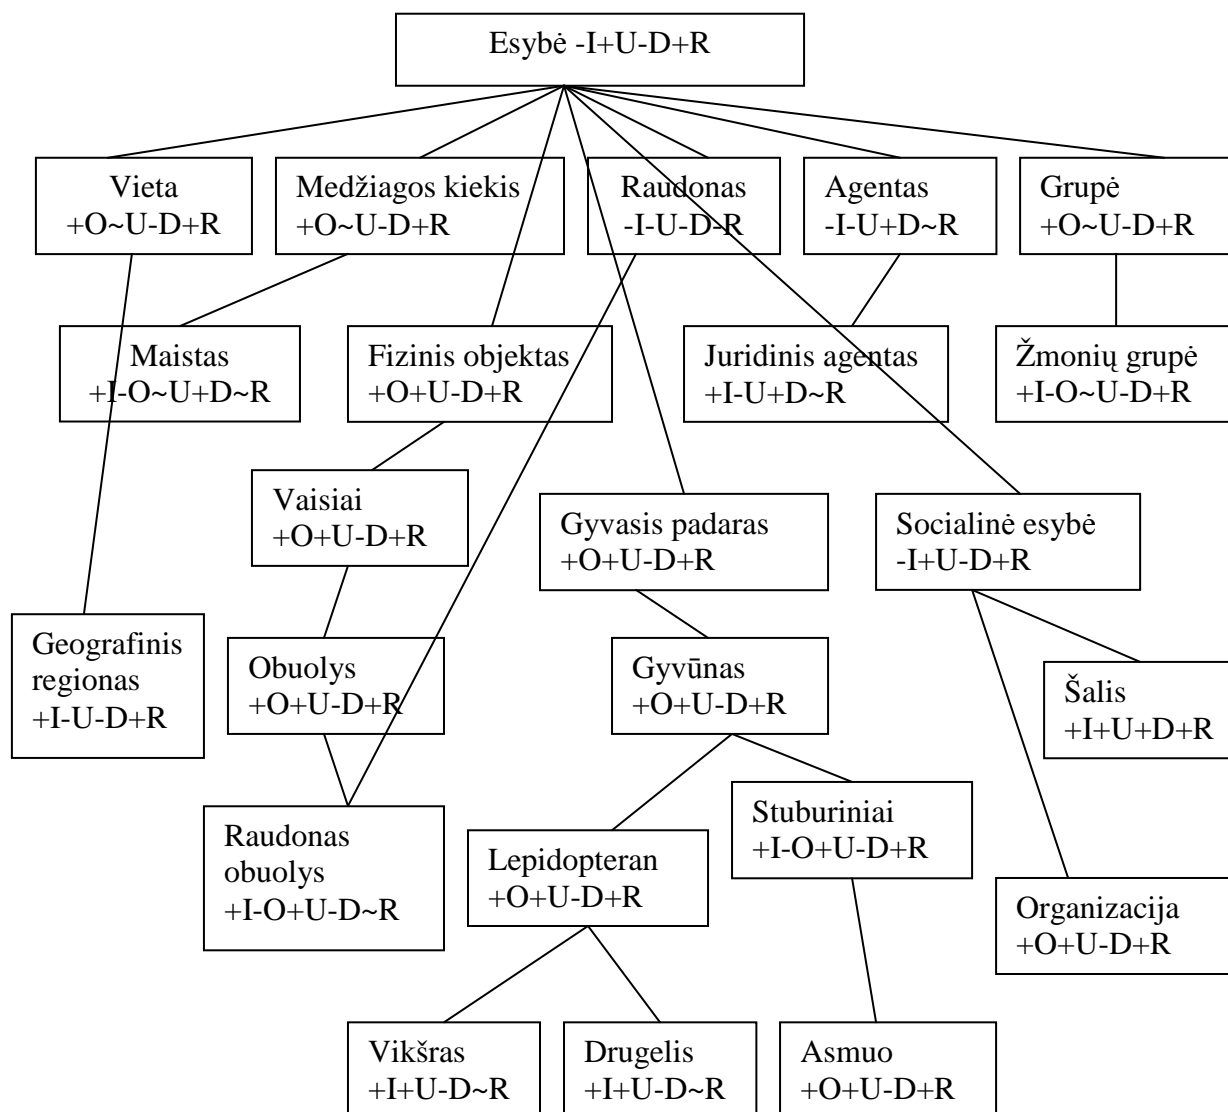 Esybė -I+U-D+R
Vieta
+O~U-D+R
Medžiagos kiekis
+O~U-D+R
Raudonas
-I-U-D-R
Agentas
-I-U+D~R
Grupė
+O~U-D+R
Maistas
+I-O~U+D~R
Fizinis objektas
+O+U-D+R
Juridinis agentas
+I-U+D~R
Žmonių grupė
+I-O~U-D+R
Vaisiai
+O+U-D+R
Gyvasis padaras
+O+U-D+R
Socialinė esybė
-I+U-D+R
Geografinis
regionas
+I-U-D+R
Obuolys
+O+U-D+R
Gyvūnas
+O+U-D+R
Šalis
+I+U+D+R
Raudonas
obuolys
+I-O+U-D~R
Lepidopteran
+O+U-D+R
Stuburiniai
+I-O+U-D+R
Organizacija
+O+U-D+R
Vikšras
+I+U-D~R
Drugelis
+I+U-D~R
Asmuo
+O+U-D+R